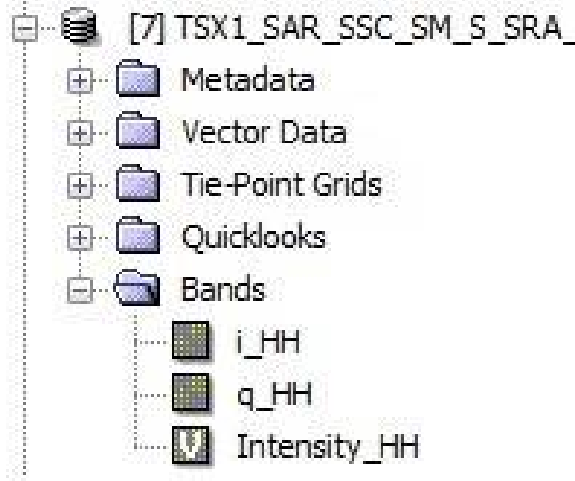 [7] TSX1_SAR_SSC_SM_S_SRA_
Metadata
Vector Data
Tie-Point Grids
Quicklooks
Bands
i_HH
q_HH
Intensity_HH